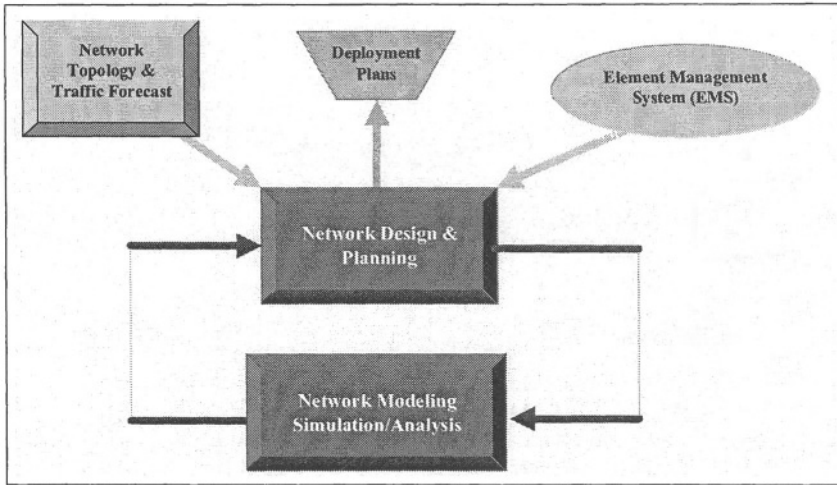 Network
Topology &
Traffic Forecast
Deployment
Plans
Element Management
System (EMS)
Network Design &
Planning
Network Modeling
Simulation/Analysis